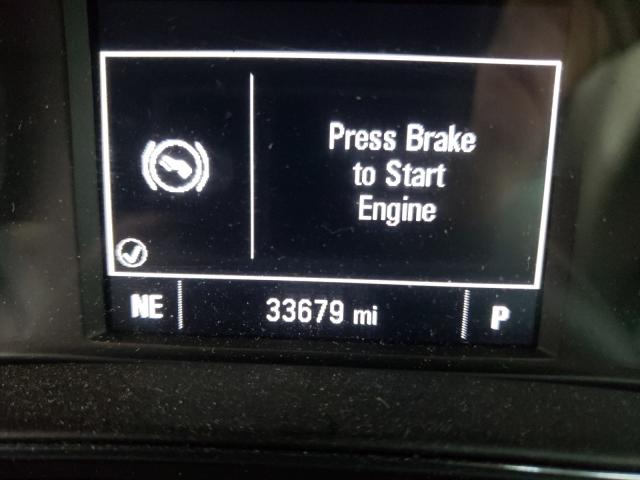 Press Brake
to Start
Engine
NE 33679 mi P